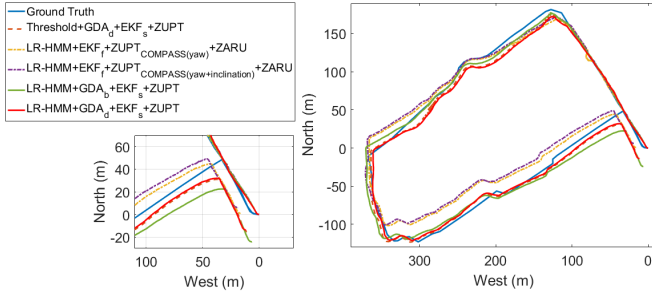 Ground Truth
Threshold+GDA_d+EKF_s+ZUPT
LR-HMM+EKF_f+ZUPT_COMPASS(yaw)+ZARU
LR-HMM+EKF_f+ZUPT_COMPASS(yaw+inclination)+ZARU
LR-HMM+GDA_b+EKF_s+ZUPT
LR-HMM+GDA_d+EKF_s+ZUPT
60
40
20
0
-20
North (m)
100
50
0
West (m)
150
100
50
0
-50
-100
North (m)
300
200
100
0
West (m)